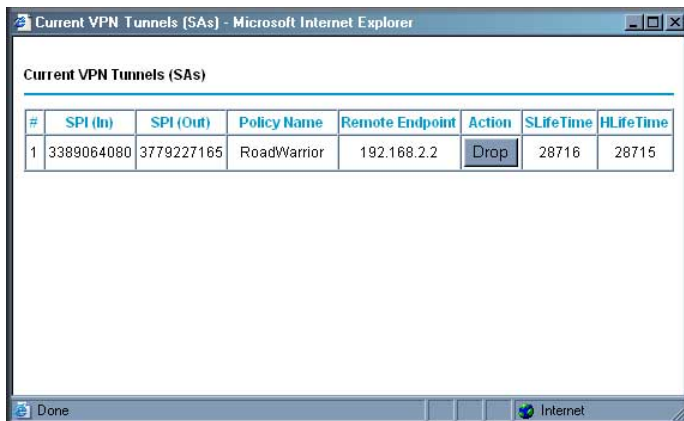 Current VPN Tunnels (SAs) - Microsoft Internet Explorer
Current VPN Tunnels (SAs)
# SPI (In) SPI (Out) Policy Name Remote Endpoint Action SLifeTime HLifeTime
1 3389064080 3779227165 RoadWarrior 192.168.2.2 Drop 28716 28715
Done Internet